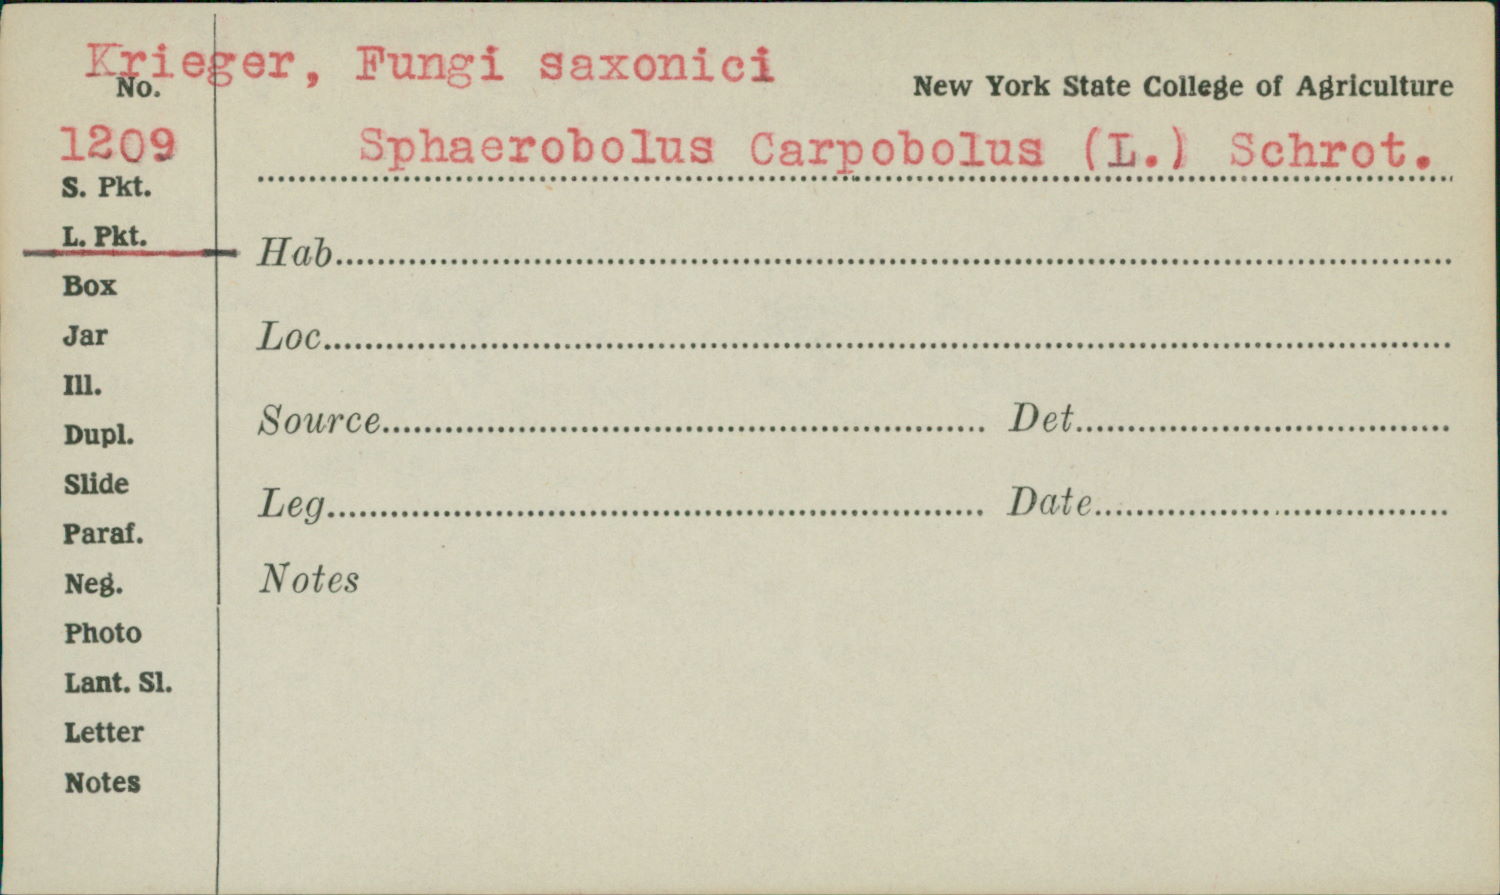 Krieger, Fungi saxonici
No.
New York State College of Agriculture
1209
Sphaerobolus Carpobolus (L.) Schrot.
S. Pkt.
L. Pkt.
Hab
Box
Loc
Jar
Ill.
Source Det
Dupl.
Slide
Leg Date
Paraf.
Neg.
Notes
Photo
Lant. Sl.
Letter
Notes